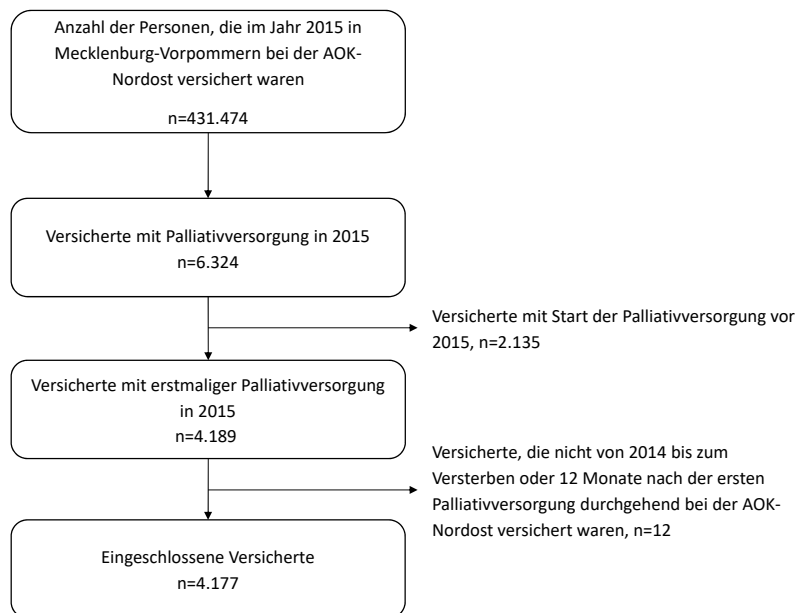 Anzahl der Personen, die im Jahr 2015 in
Mecklenburg-Vorpommern bei der AOK-
Nordost versichert waren
n=431.474
Versicherte mit Palliativversorgung in 2015
n=6.324
Versicherte mit Start der Palliativversorgung vor
2015, n=2.135
Versicherte mit erstmaliger Palliativversorgung
in 2015
n=4.189
Versicherte, die nicht von 2014 bis zum
Versterben oder 12 Monate nach der ersten
Palliativversorgung durchgehend bei der AOK-
Nordost versichert waren, n=12
Eingeschlossene Versicherte
n=4.177